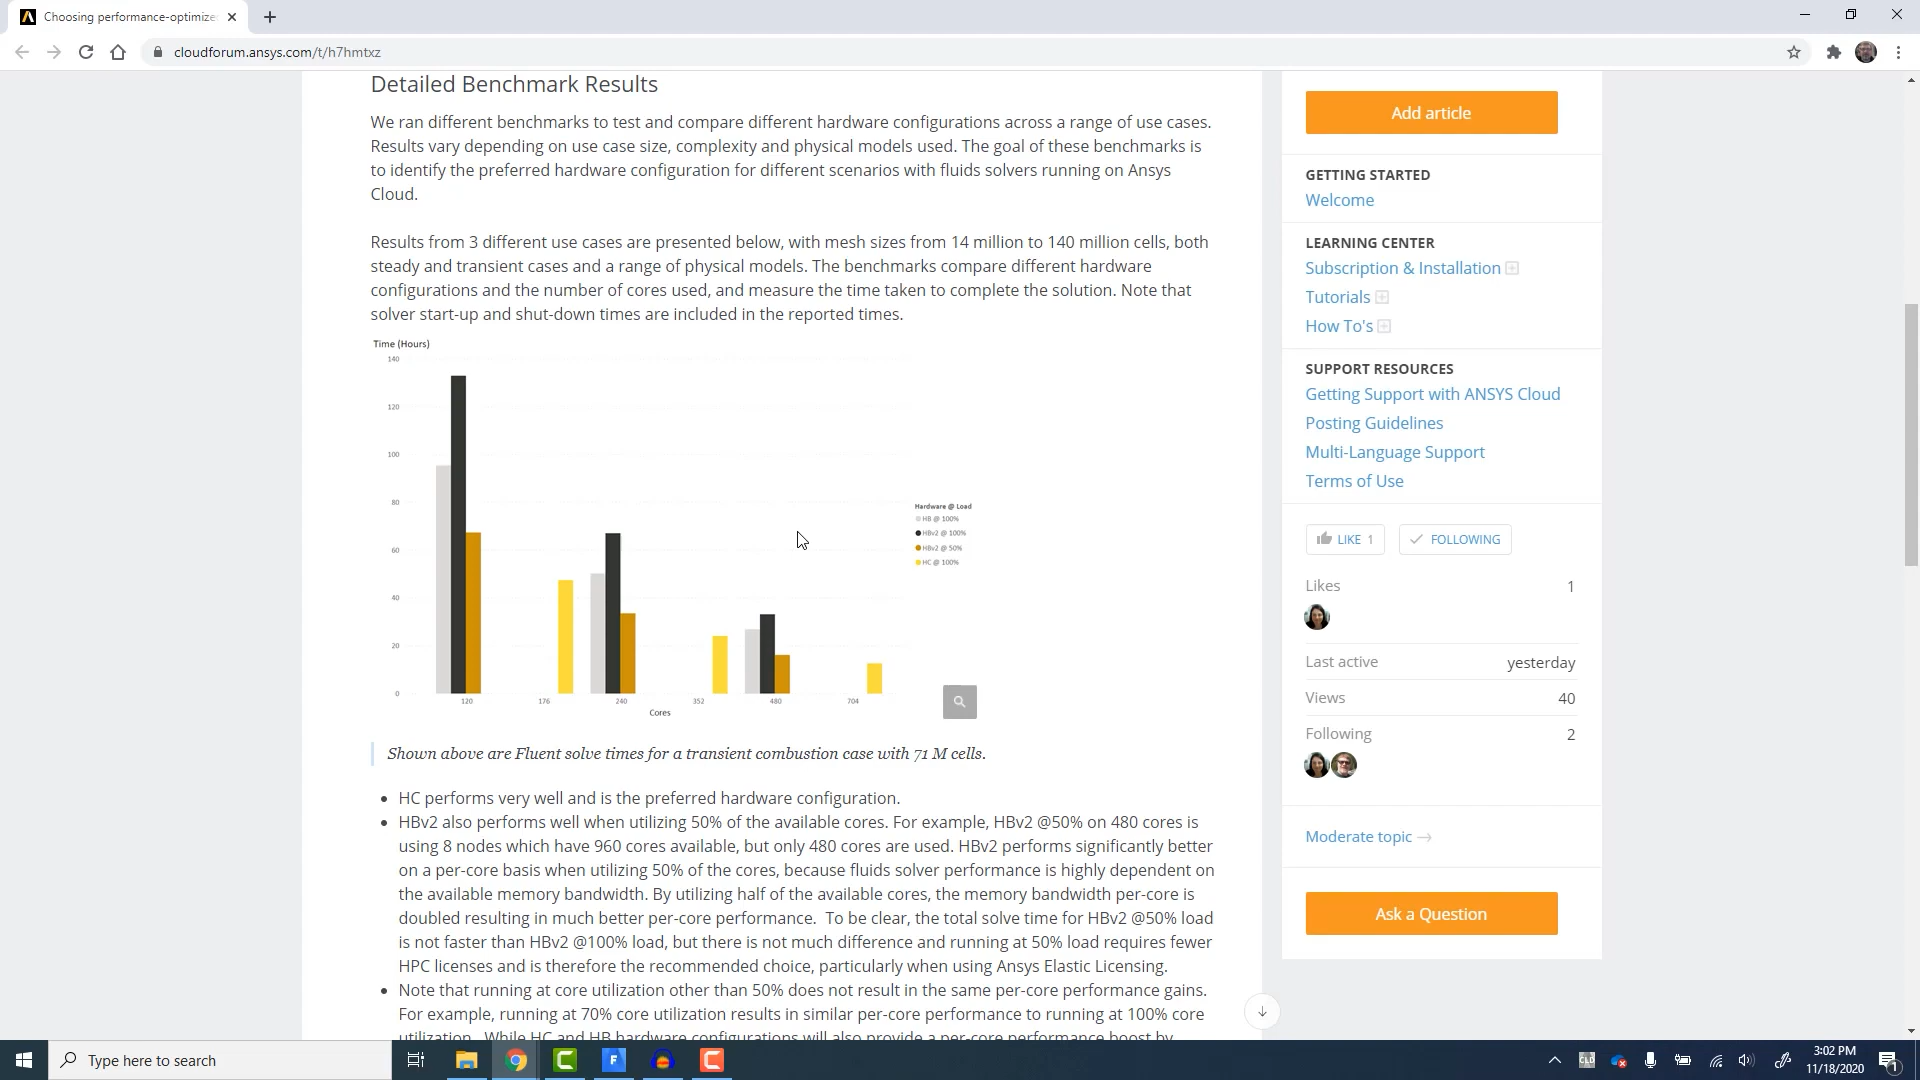 Choosing performance-optimize
cloudforum.ansys.com/t/h7hmtxz
Detailed Benchmark Results
We ran different benchmarks to test and compare different hardware configurations across a range of use cases.
Results vary depending on use case size, complexity and physical models used. The goal of these benchmarks is
to identify the preferred hardware configuration for different scenarios with fluids solvers running on Ansys
Cloud.
Results from 3 different use cases are presented below, with mesh sizes from 14 million to 140 million cells, both
steady and transient cases and a range of physical models. The benchmarks compare different hardware
configurations and the number of cores used, and measure the time taken to complete the solution. Note that
solver start-up and shut-down times are included in the reported times.
Time (Hours)
140
120
100
80
60
40
20
0
120 176 240 352 480 704
Cores
Hardware @ Load
HB @ 100%
HBv2 @ 100%
HBv2 @ 50%
HC @ 100%
Shown above are Fluent solve times for a transient combustion case with 71 M cells.
• HC performs very well and is the preferred hardware configuration.
• HBv2 also performs well when utilizing 50% of the available cores. For example, HBv2 @50% on 480 cores is
using 8 nodes which have 960 cores available, but only 480 cores are used. HBv2 performs significantly better
on a per-core basis when utilizing 50% of the cores, because fluids solver performance is highly dependent on
the available memory bandwidth. By utilizing half of the available cores, the memory bandwidth per-core is
doubled resulting in much better per-core performance. To be clear, the total solve time for HBv2 @50% load
is not faster than HBv2 @100% load, but there is not much difference and running at 50% load requires fewer
HPC licenses and is therefore the recommended choice, particularly when using Ansys Elastic Licensing.
• Note that running at core utilization other than 50% does not result in the same per-core performance gains.
For example, running at 70% core utilization results in similar per-core performance to running at 100% core
utilization. While HC and HB hardware configurations will also provide a per-core performance boost by
Add article
GETTING STARTED
Welcome
LEARNING CENTER
Subscription & Installation
Tutorials
How To's
SUPPORT RESOURCES
Getting Support with ANSYS Cloud
Posting Guidelines
Multi-Language Support
Terms of Use
LIKE 1
FOLLOWING
Likes 1
Last active yesterday
Views 40
Following 2
Moderate topic →
Ask a Question
Type here to search
F
CLD
3:02 PM
11/18/2020
1